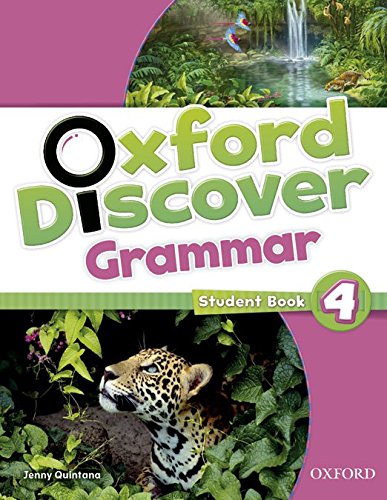 Oxford
Discover
Grammar
Student Book 4
Jenny Quintana
OXFORD